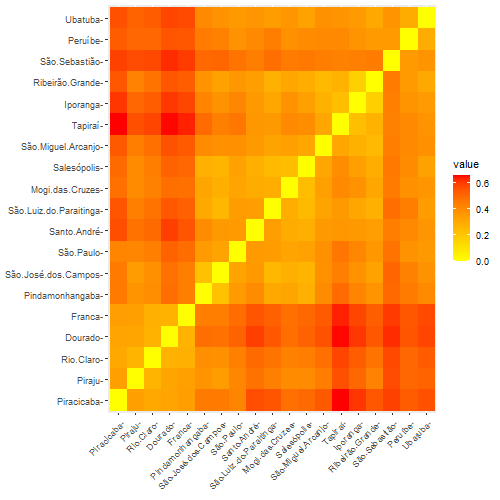 Ubatuba-
Peruíbe-
São.Sebastião-
Ribeirão.Grande-
Iporanga-
Tapiraí-
São.Miguel.Arcanjo-
Salesópolis-
Mogi.das.Cruzes-
São.Luiz.do.Paraitinga-
Santo.André-
São.Paulo-
São.José.dos.Campos-
Pindamonhangaba-
Franca-
Dourado-
Rio.Claro-
Piraju-
Piracicaba-
value
0.6
0.4
0.2
0.0
Piracicaba-
Piraju-
Rio.Claro-
Dourado-
Franca-
Pindamonhangaba-
São.José.dos.Campos-
São.Paulo-
Santo.André-
São.Luiz.do.Paraitinga-
Mogi.das.Cruzes-
Salesópolis-
São.Miguel.Arcanjo-
Tapiraí-
Iporanga-
Ribeirão.Grande-
São.Sebastião-
Peruíbe-
Ubatuba-